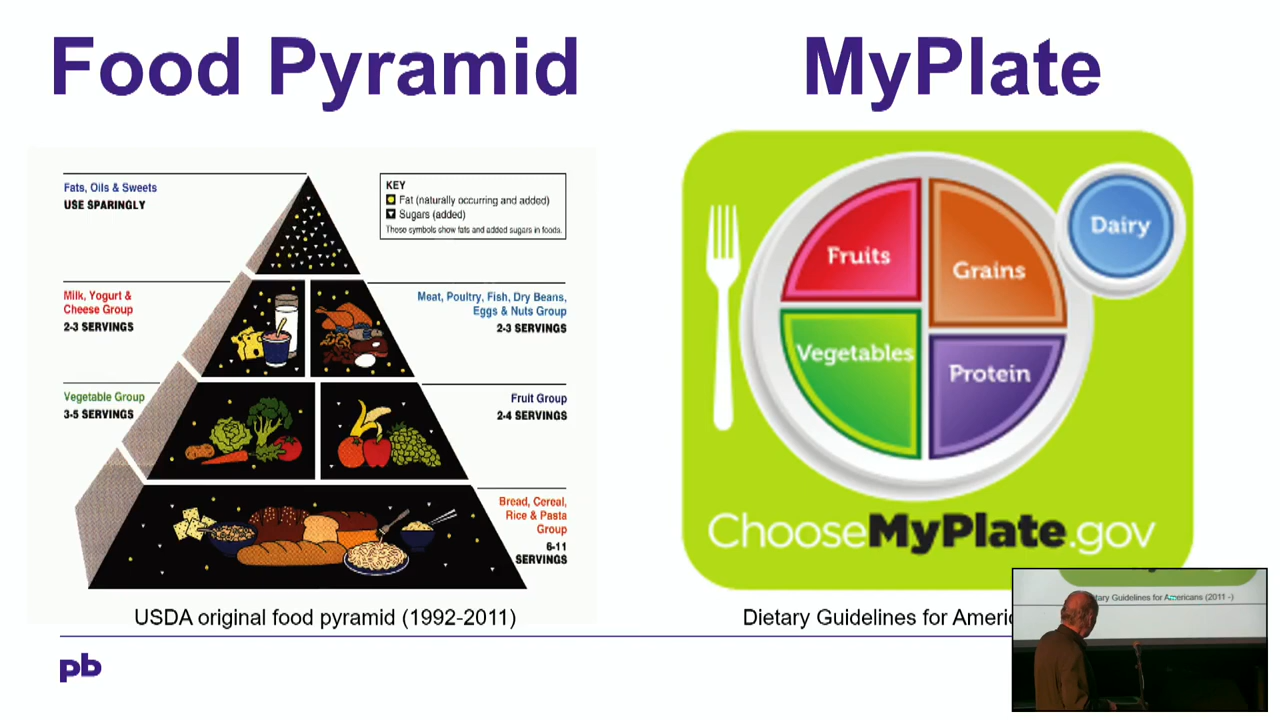 Food Pyramid
MyPlate
Fats, Oils & Sweets
USE SPARINGLY
KEY
Fat (naturally occurring and added)
Sugars (added)
These symbols show fats and added sugars in foods.
Milk, Yogurt &
Cheese Group
2-3 SERVINGS
Meat, Poultry, Fish, Dry Beans,
Eggs & Nuts Group
2-3 SERVINGS
Vegetable Group
3-5 SERVINGS
Fruit Group
2-4 SERVINGS
Bread, Cereal,
Rice & Pasta
Group
6-11
SERVINGS
USDA original food pyramid (1992-2011)
Fruits
Grains
Dairy
Vegetables
Protein
ChooseMyPlate.gov
Dietary Guidelines for Americ
etary Guidelines for Americans (2011 -)
pb